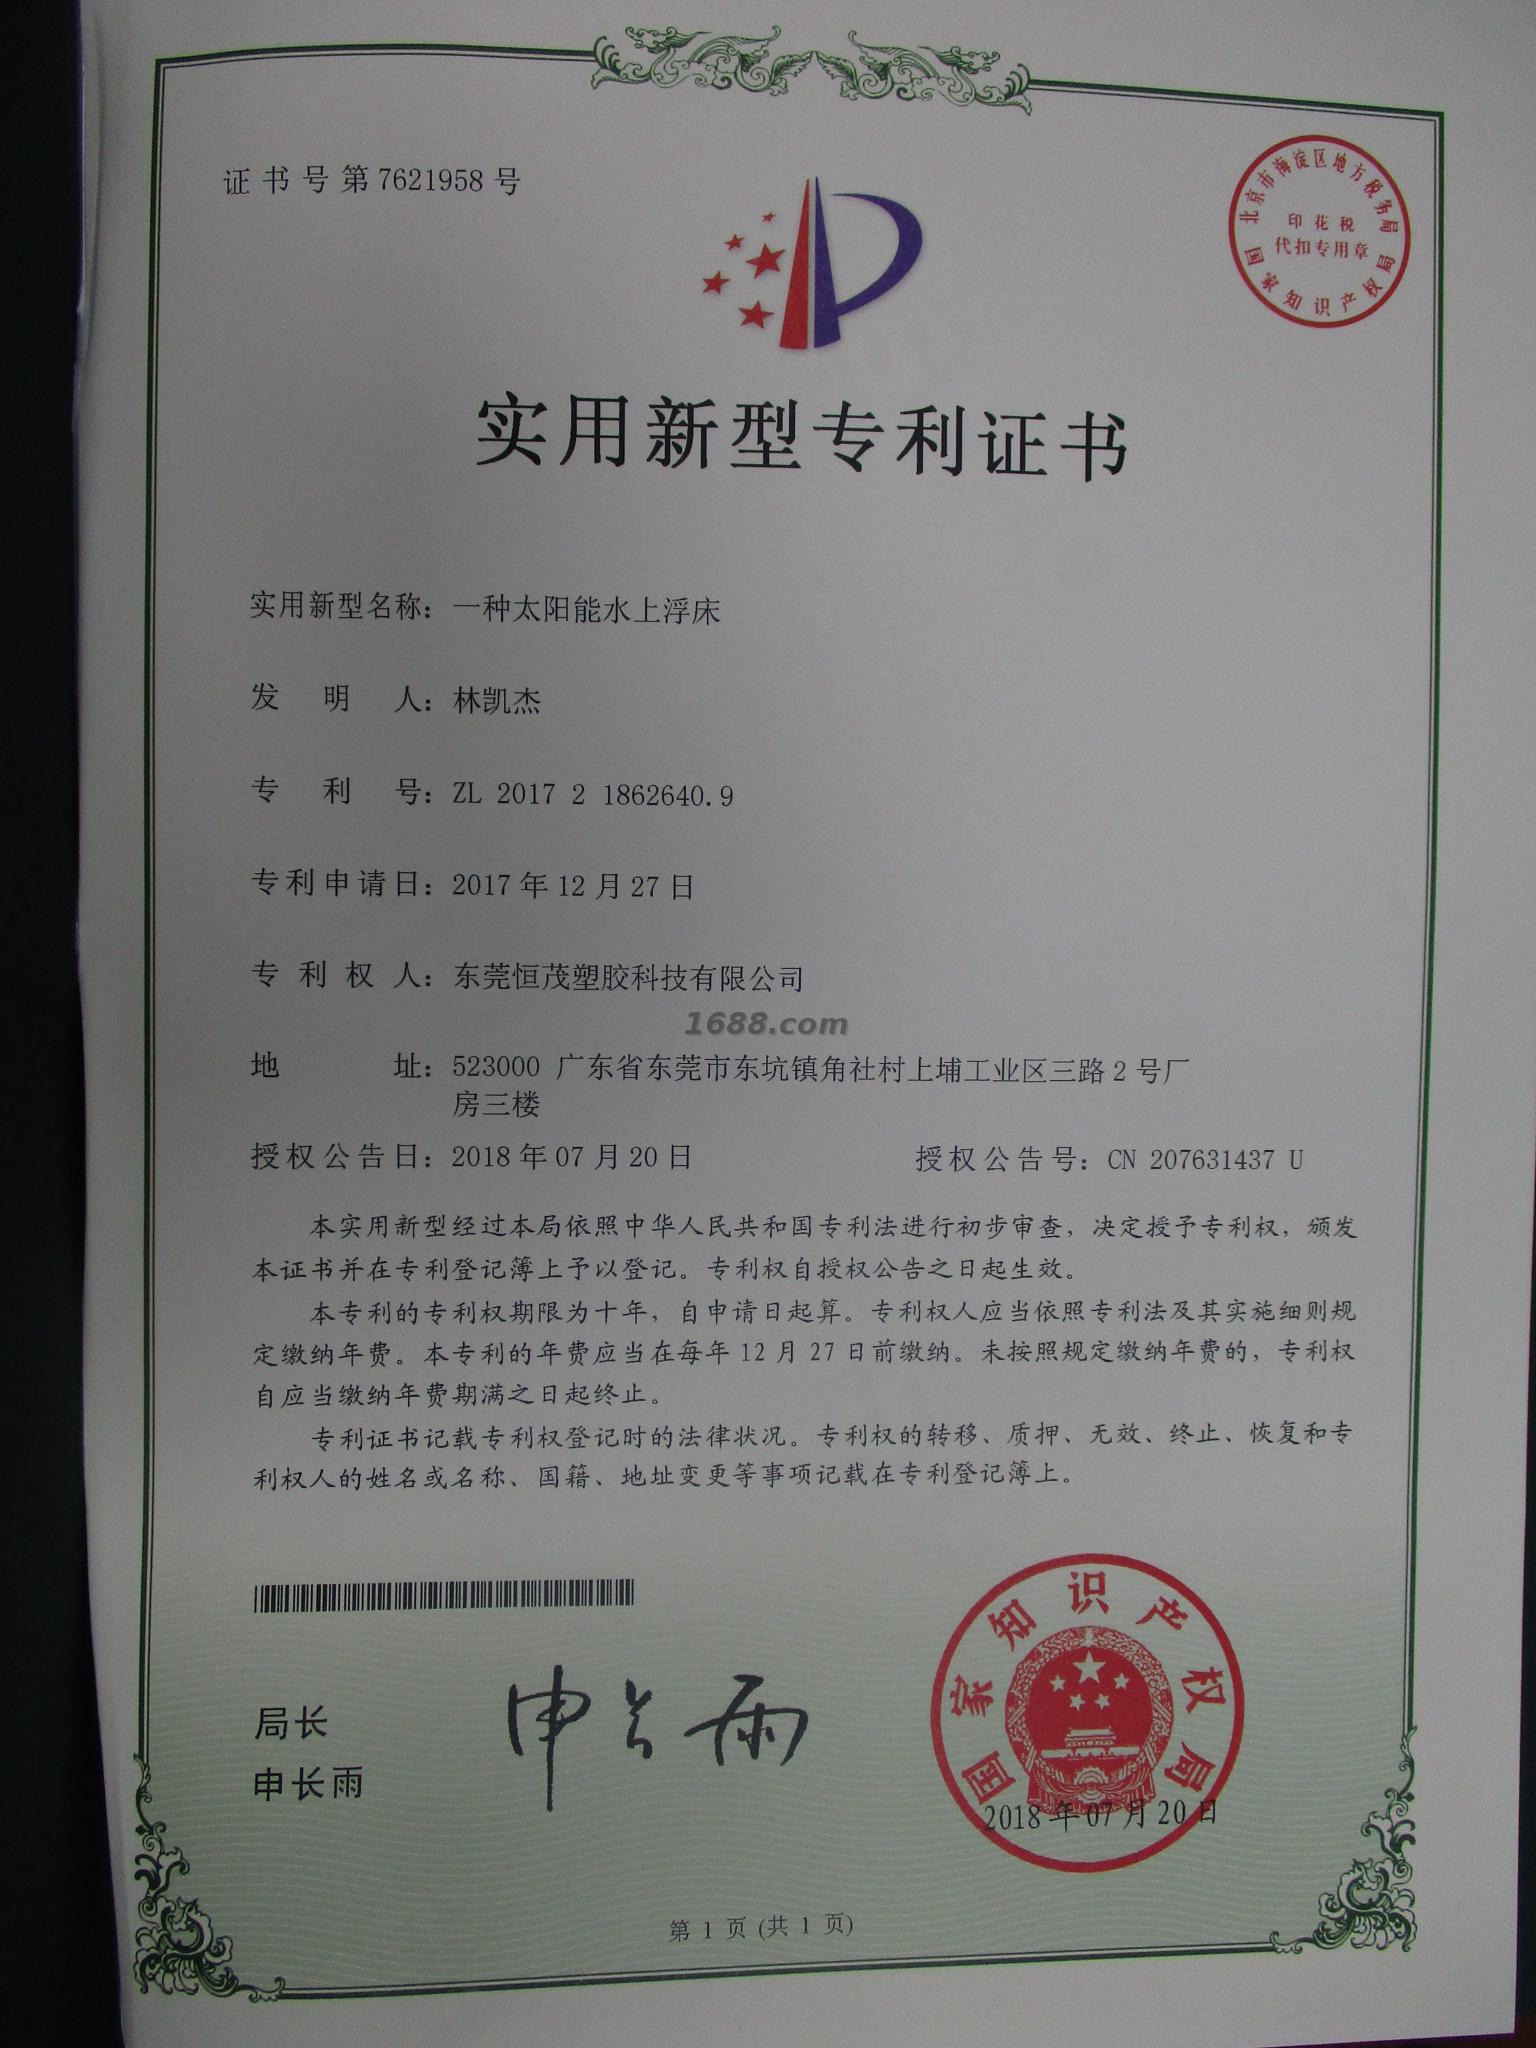 证书号第7621958号
北京市海淀区地方税务局
印花税
代扣专用章
国家知识产权局
实用新型专利证书
实用新型名称：一种太阳能水上浮床
发明人：林凯杰
专利号：ZL 2017 2 1862640.9
专利申请日：2017年12月27日
专利权人：东莞恒茂塑胶科技有限公司
1688.com
地址：523000 广东省东莞市东坑镇角社村上埔工业区三路2号厂
房三楼
授权公告日：2018年07月20日 授权公告号：CN 207631437 U
本实用新型经过本局依照中华人民共和国专利法进行初步审查，决定授予专利权，颁发
本证书并在专利登记簿上予以登记。专利权自授权公告之日起生效。
本专利的专利权期限为十年，自申请日起算。专利权人应当依照专利法及其实施细则规
定缴纳年费。本专利的年费应当在每年12月27日前缴纳。未按照规定缴纳年费的，专利权
自应当缴纳年费期满之日起终止。
专利证书记载专利权登记时的法律状况。专利权的转移、质押、无效、终止、恢复和专
利权人的姓名或名称、国籍、地址变更等事项记载在专利登记簿上。
局长
申长雨
申长雨
国家知识产权局
2018年07月20日
第1页(共1页)